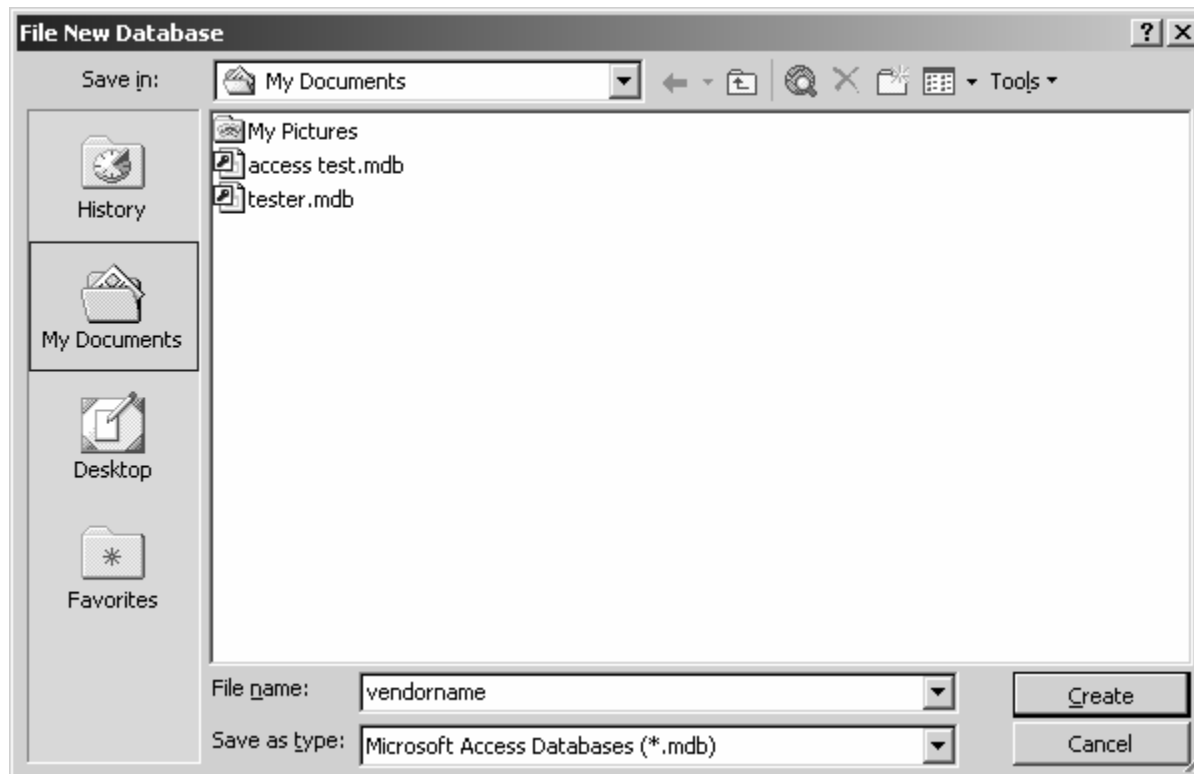 File New Database
Save in: My Documents Tools
My Pictures
access test.mdb
tester.mdb
History
My Documents
Desktop
Favorites
File name: vendorname Create
Save as type: Microsoft Access Databases (*.mdb) Cancel